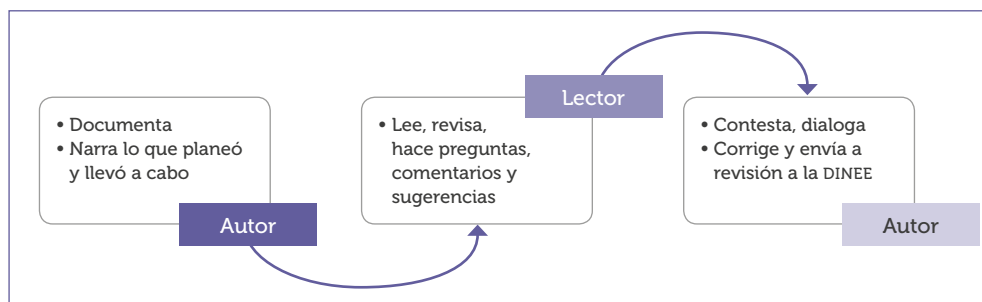 • Documenta
• Narra lo que planeó
y llevó a cabo
Autor
Lector
• Lee, revisa,
hace preguntas,
comentarios y
sugerencias
• Contesta, dialoga
• Corrige y envía a
revisión a la DINEE
Autor